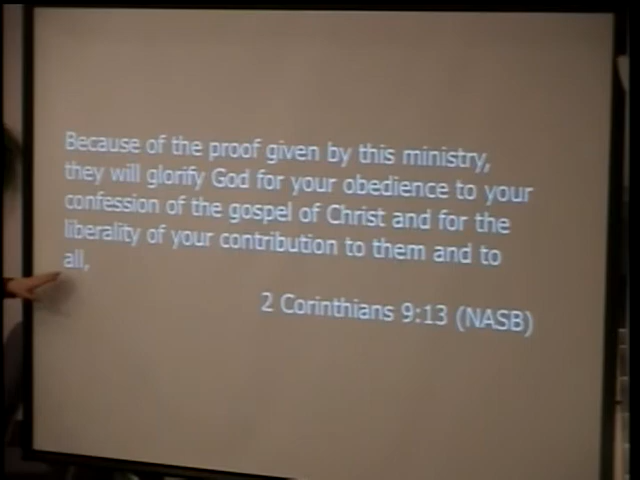 Because of the proof given by this ministry,
they will glorify God for your obedience to your
confession of the gospel of Christ and for the
liberality of your contribution to them and to
all,
2 Corinthians 9:13 (NASB)